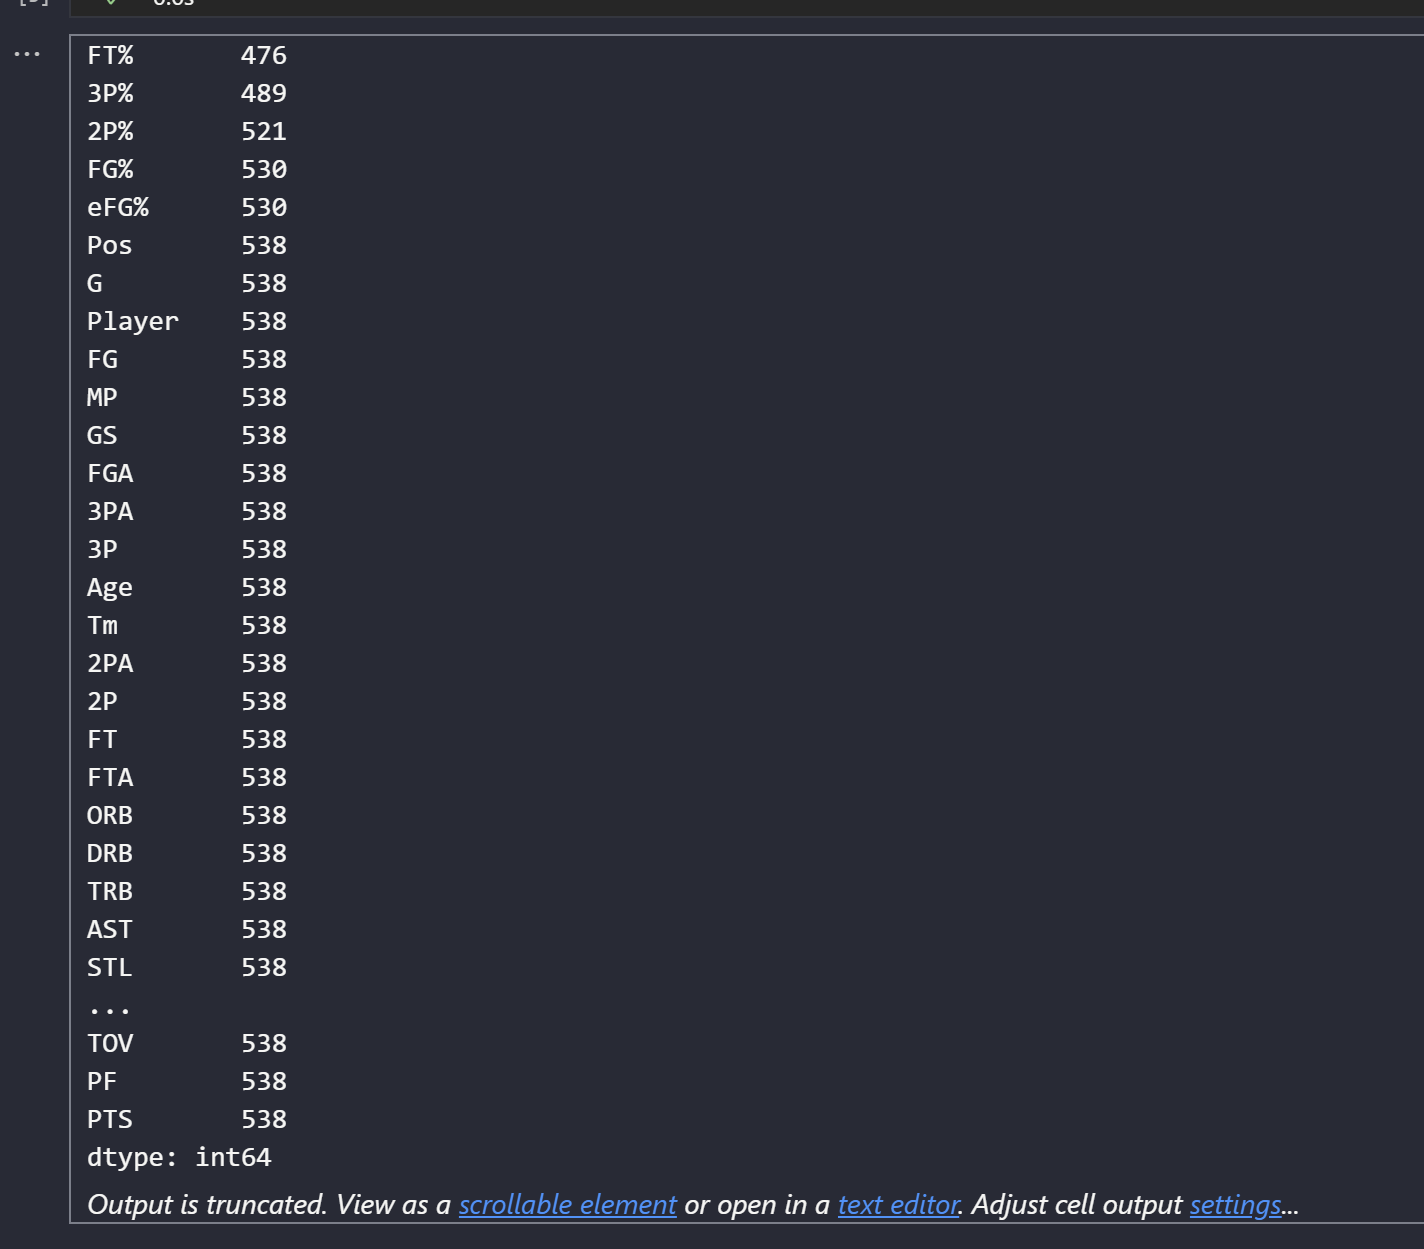 FT% 476
3P% 489
2P% 521
FG% 530
eFG% 530
Pos 538
G 538
Player 538
FG 538
MP 538
GS 538
FGA 538
3PA 538
3P 538
Age 538
Tm 538
2PA 538
2P 538
FT 538
FTA 538
ORB 538
DRB 538
TRB 538
AST 538
STL 538
...
TOV 538
PF 538
PTS 538
dtype: int64
Output is truncated. View as a scrollable element or open in a text editor. Adjust cell output settings...